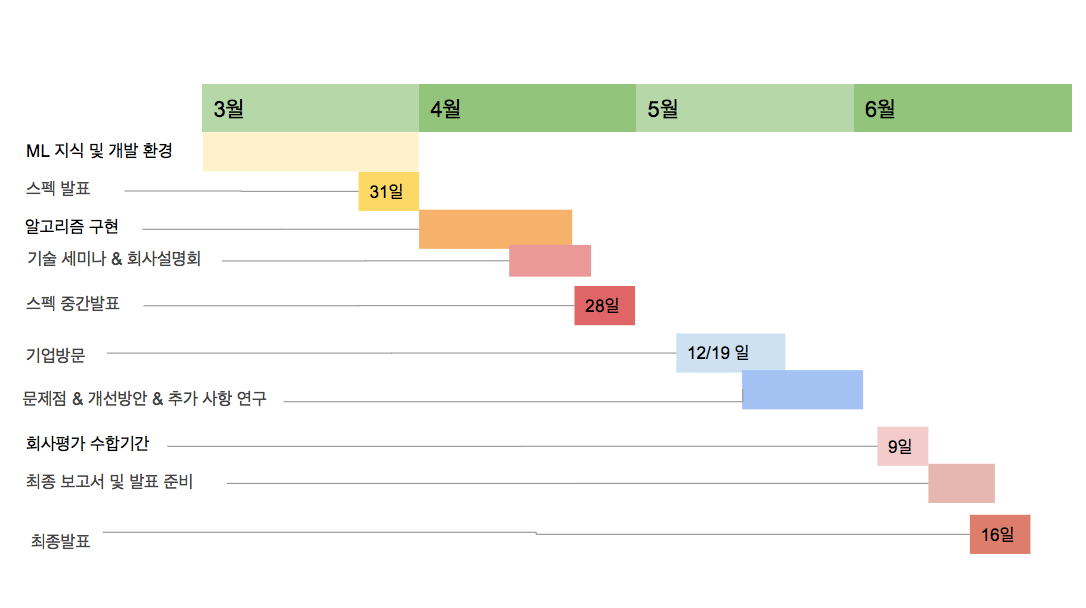 3월 4월 5월 6월
ML 지식 및 개발 환경
스펙 발표 31일
알고리즘 구현
기술 세미나 & 회사설명회
스펙 중간발표 28일
기업방문 12/19 일
문제점 & 개선방안 & 추가 사항 연구
회사평가 수합기간 9일
최종 보고서 및 발표 준비
최종발표 16일